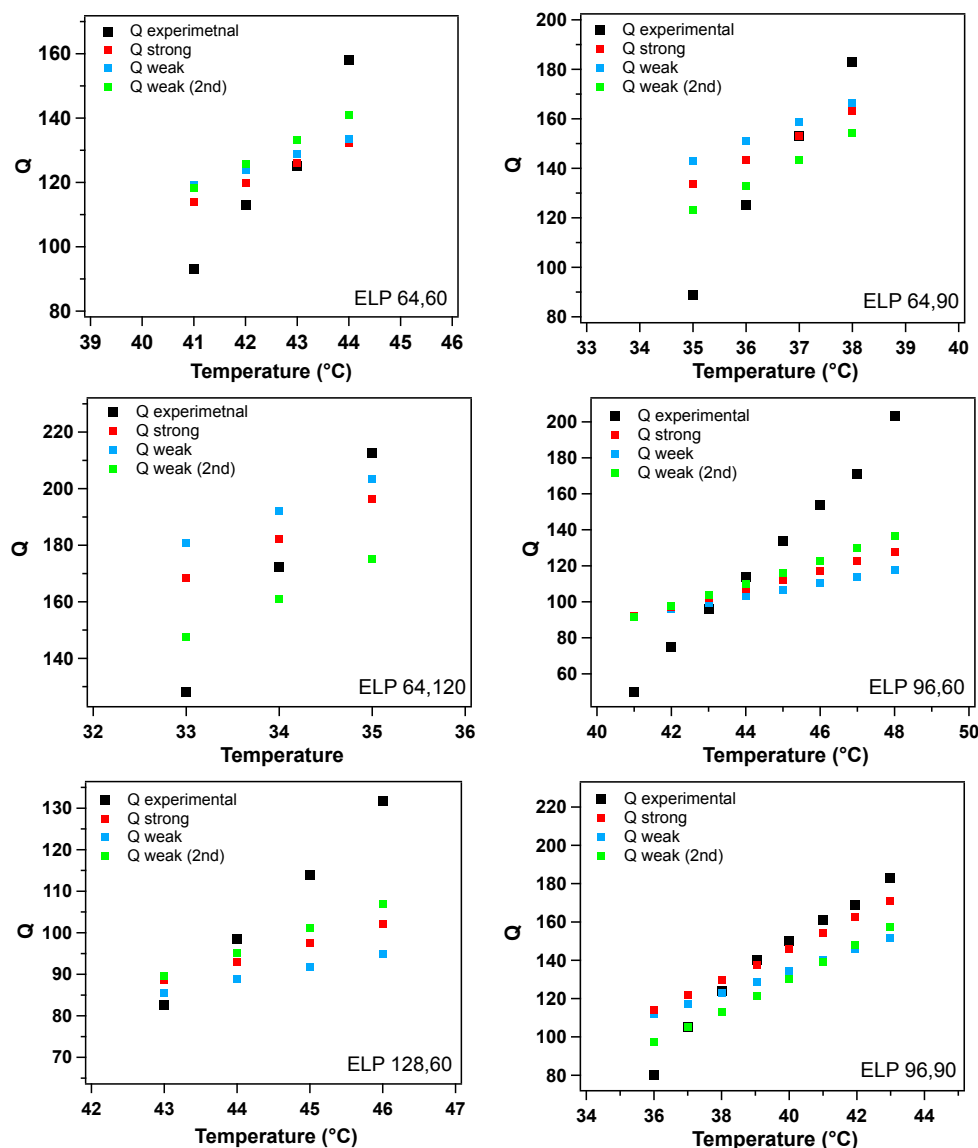 Q experimetnal
Q strong
Q weak
Q weak (2nd)
160
140
120
100
80
Q
39 40 41 42 43 44 45 46
Temperature (°C)
ELP 64,60
Q experimental
Q strong
Q weak
Q weak (2nd)
200
180
160
140
120
100
80
Q
33 34 35 36 37 38 39 40
Temperature (°C)
ELP 64,90
Q experimetnal
Q strong
Q weak
Q weak (2nd)
220
200
180
160
140
Q
32 33 34 35 36
Temperature
ELP 64,120
Q experimental
Q strong
Q week
Q weak (2nd)
200
180
160
140
120
100
80
60
Q
40 42 44 46 48 50
Temperature (°C)
ELP 96,60
Q experimental
Q strong
Q weak
Q weak (2nd)
130
120
110
100
90
80
70
Q
42 43 44 45 46 47
Temperature (°C)
ELP 128,60
Q experimental
Q strong
Q weak
Q weak (2nd)
220
200
180
160
140
120
100
80
Q
34 36 38 40 42 44
Temperature (°C)
ELP 96,90